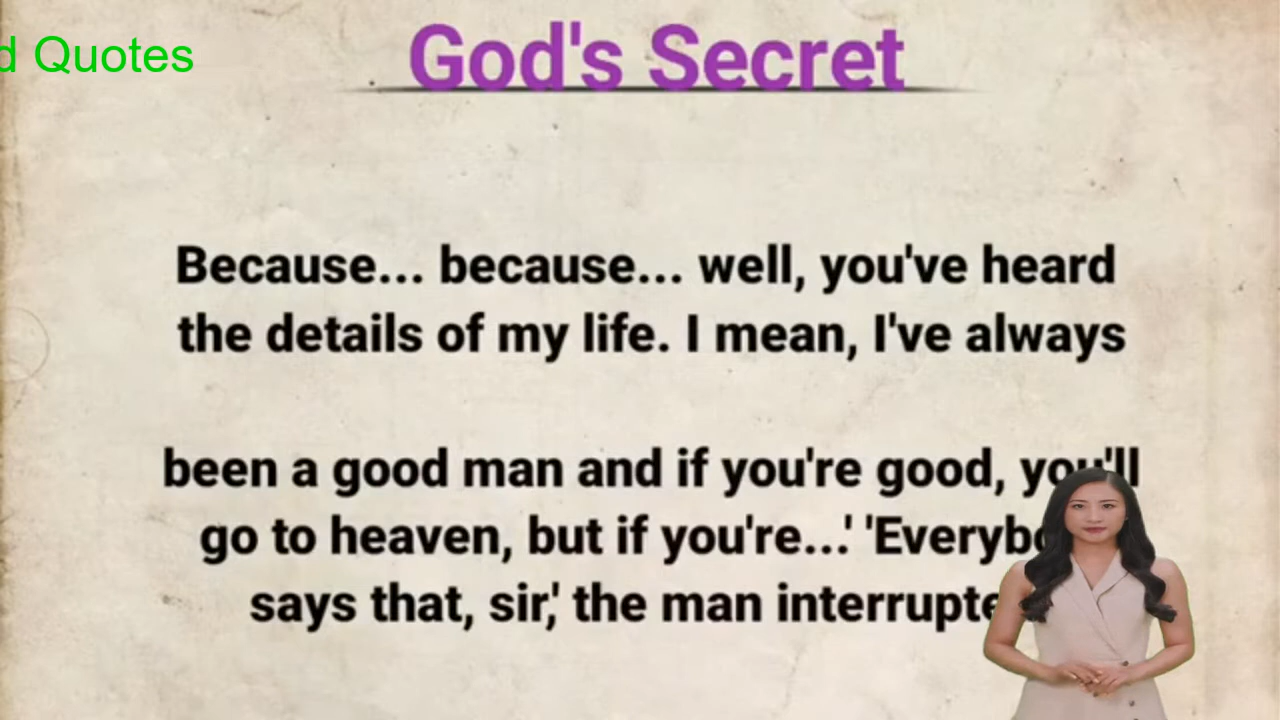 d Quotes
God's Secret
Because... because... well, you've heard
the details of my life. I mean, I've always
been a good man and if you're good, you'll
go to heaven, but if you're...' 'Everybo
says that, sir,' the man interrupte